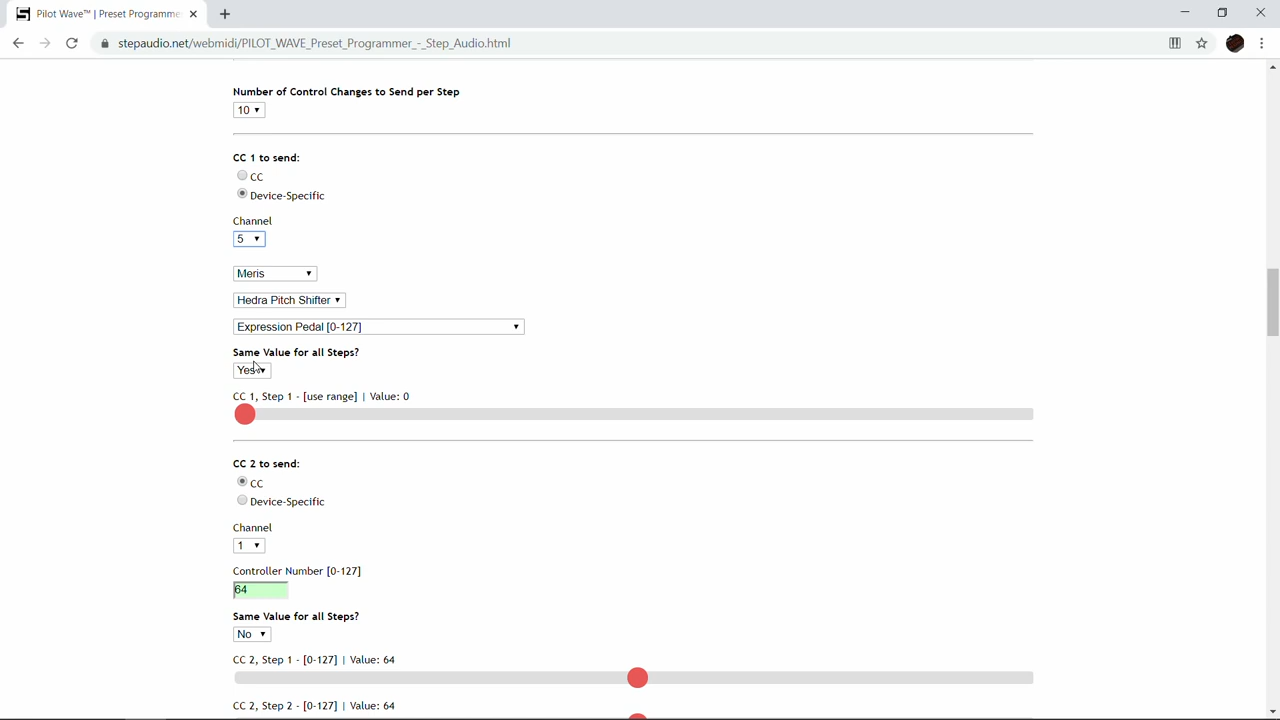 Pilot Wave™ | Preset Programme
stepaudio.net/webmidi/PILOT_WAVE_Preset_Programmer_-_Step_Audio.html
Number of Control Changes to Send per Step
10
CC 1 to send:
CC
Device-Specific
Channel
5
Meris
Hedra Pitch Shifter
Expression Pedal [0-127]
Same Value for all Steps?
Yes
CC 1, Step 1 - [use range] | Value: 0
CC 2 to send:
CC
Device-Specific
Channel
1
Controller Number [0-127]
64
Same Value for all Steps?
No
CC 2, Step 1 - [0-127] | Value: 64
CC 2, Step 2 - [0-127] | Value: 64